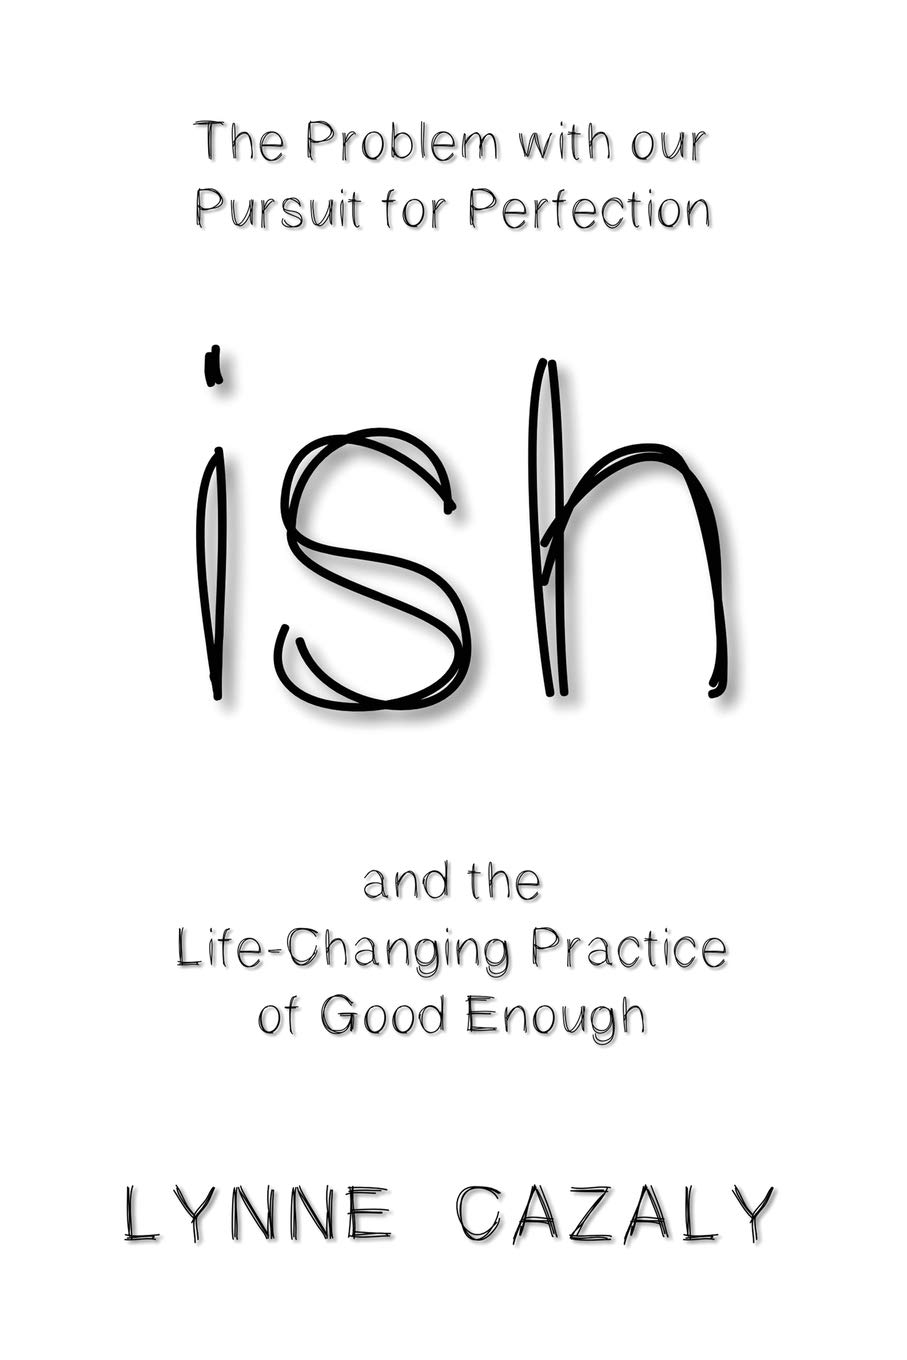 The Problem with our
Pursuit for Perfection
ish
and the
Life-Changing Practice
of Good Enough
LYNNE CAZALY